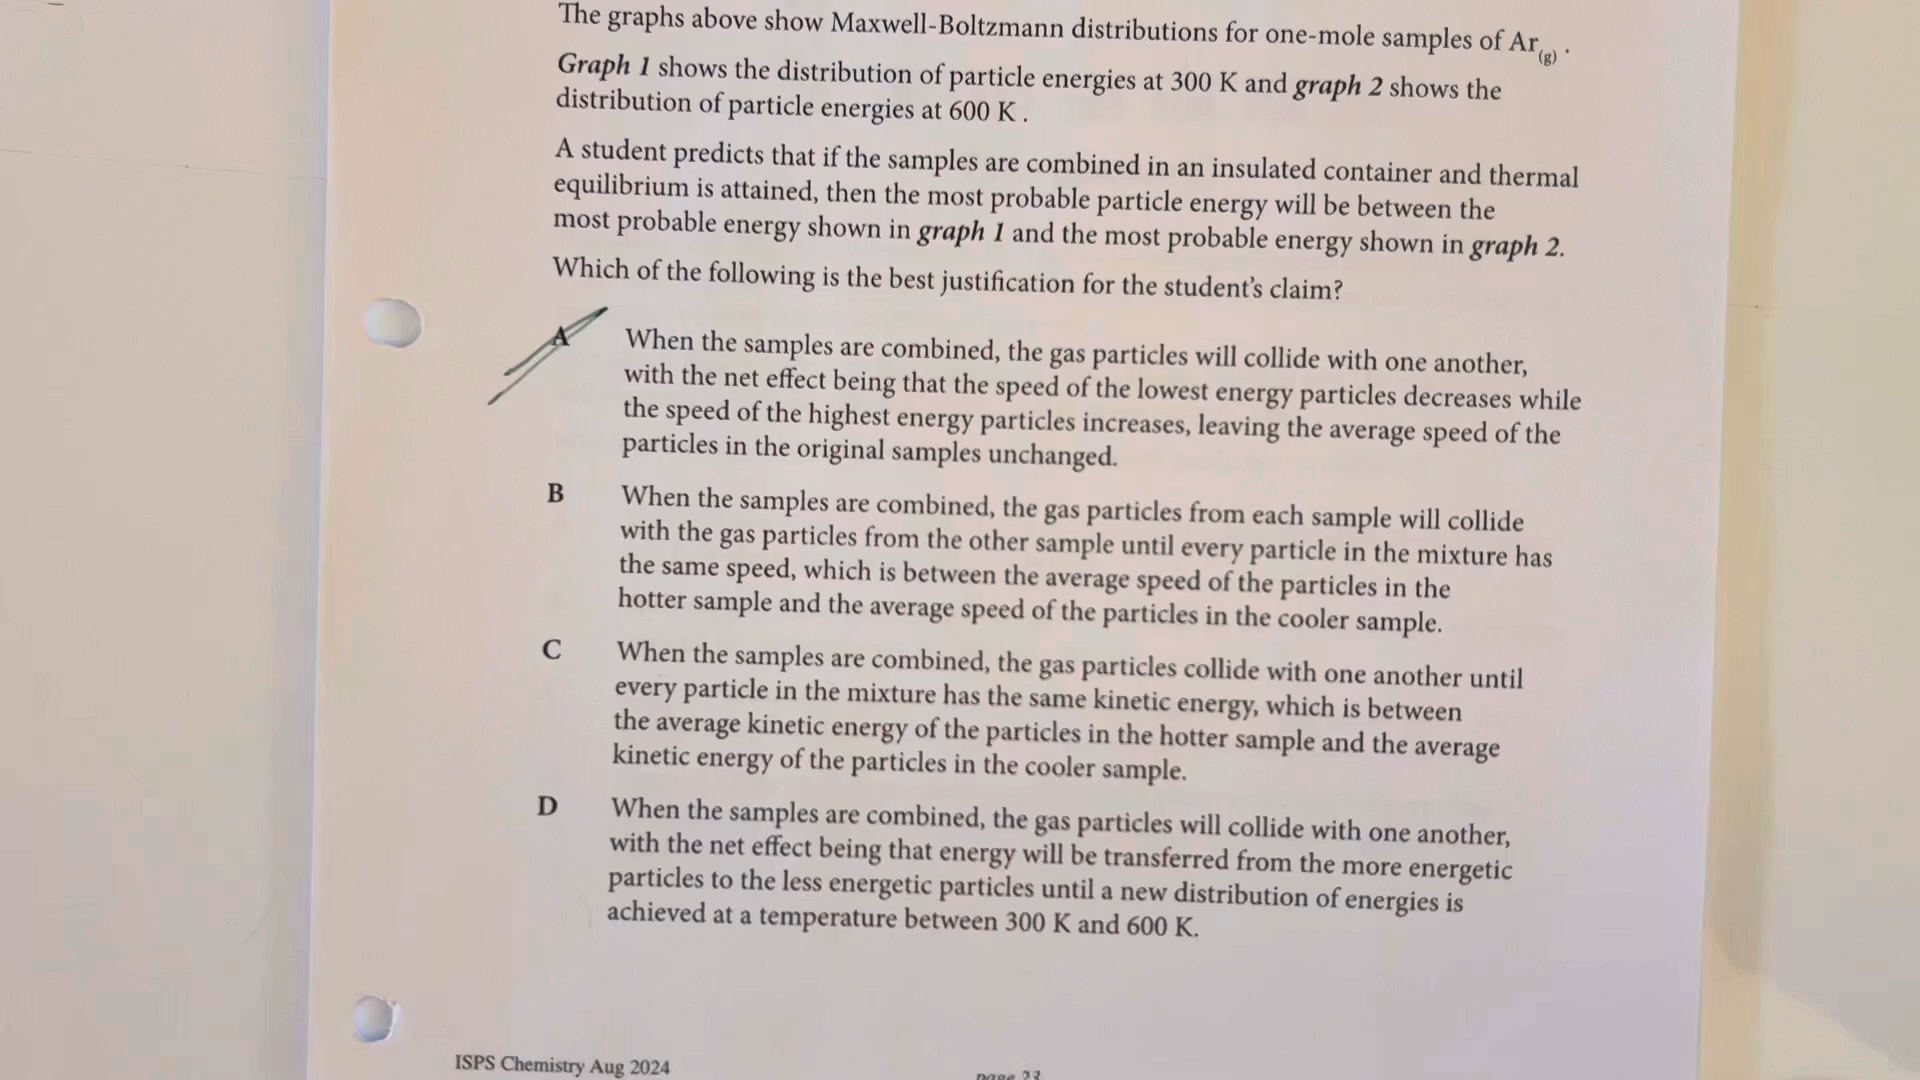 The graphs above show Maxwell-Boltzmann distributions for one-mole samples of Ar(g) .
Graph 1 shows the distribution of particle energies at 300 K and graph 2 shows the
distribution of particle energies at 600 K .
A student predicts that if the samples are combined in an insulated container and thermal
equilibrium is attained, then the most probable particle energy will be between the
most probable energy shown in graph 1 and the most probable energy shown in graph 2.
Which of the following is the best justification for the student's claim?
A When the samples are combined, the gas particles will collide with one another,
with the net effect being that the speed of the lowest energy particles decreases while
the speed of the highest energy particles increases, leaving the average speed of the
particles in the original samples unchanged.
B When the samples are combined, the gas particles from each sample will collide
with the gas particles from the other sample until every particle in the mixture has
the same speed, which is between the average speed of the particles in the
hotter sample and the average speed of the particles in the cooler sample.
C When the samples are combined, the gas particles collide with one another until
every particle in the mixture has the same kinetic energy, which is between
the average kinetic energy of the particles in the hotter sample and the average
kinetic energy of the particles in the cooler sample.
D When the samples are combined, the gas particles will collide with one another,
with the net effect being that energy will be transferred from the more energetic
particles to the less energetic particles until a new distribution of energies is
achieved at a temperature between 300 K and 600 K.
ISPS Chemistry Aug 2024 page 23